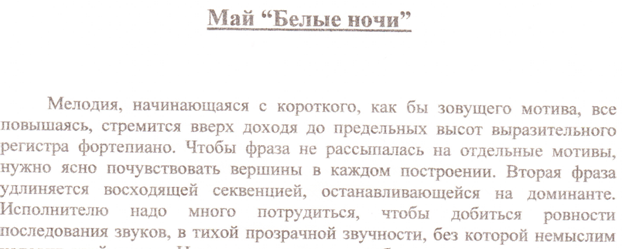 Май “Белые ночи”
Мелодия, начинающаяся с короткого, как бы зовущего мотива, все
повышаясь, стремится вверх доходя до предельных высот выразительного
регистра фортепиано. Чтобы фраза не рассыпалась на отдельные мотивы,
нужно ясно почувствовать вершины в каждом построении. Вторая фраза
удлиняется восходящей секвенцией, останавливающейся на доминанте.
Исполнителю надо много потрудиться, чтобы добиться ровности
последования звуков, в тихой прозрачной звучности, без которой немыслим